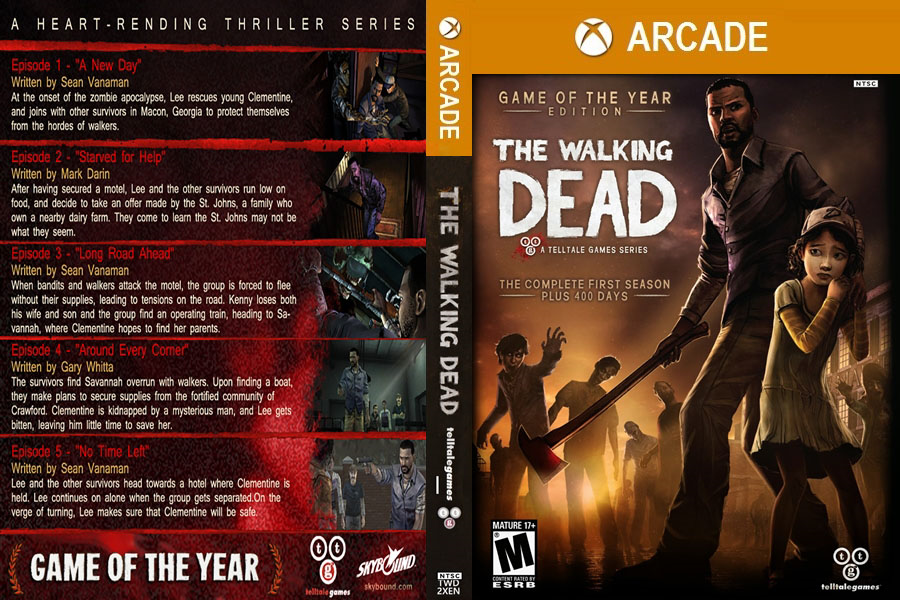 A HEART-RENDING THRILLER SERIES
Episode 1 - "A New Day"
Written by Sean Vanaman
At the onset of the zombie apocalypse, Lee rescues young Clementine,
and joins with other survivors in Macon, Georgia to protect themselves
from the hordes of walkers.
Episode 2 - "Starved for Help"
Written by Mark Darin
After having secured a motel, Lee and the other survivors run low on
food, and decide to take an offer made by the St. Johns, a family who
own a nearby dairy farm. They come to learn the St. Johns may not be
what they seem.
Episode 3 - "Long Road Ahead"
Written by Sean Vanaman
When bandits and walkers attack the motel, the group is forced to flee
without their supplies, leading to tensions on the road. Kenny loses both
his wife and son and the group find an operating train, heading to Sa-
vannah, where Clementine hopes to find her parents.
Episode 4 - "Around Every Corner"
Written by Gary Whitta
The survivors find Savannah overrun with walkers. Upon finding a boat,
they make plans to secure supplies from the fortified community of
Crawford. Clementine is kidnapped by a mysterious man, and Lee gets
bitten, leaving him little time to save her.
Episode 5 - "No Time Left"
Written by Sean Vanaman
Lee and the other survivors head towards a hotel where Clementine is
held. Lee continues on alone when the group gets separated.On the
verge of turning, Lee makes sure that Clementine will be safe.
GAME OF THE YEAR
ttg
telltalegames
SKYBOUND
skybound.com
ARCADE
THE WALKING DEAD
telltalegames
ttg
NTSC
TWD
2XEN
ARCADE
NTSC
GAME OF THE YEAR
EDITION
THE WALKING
DEAD
ttg A TELLTALE GAMES SERIES
THE COMPLETE FIRST SEASON
PLUS 400 DAYS
MATURE 17+
M
®
CONTENT RATED BY
ESRB
ttg
telltalegames